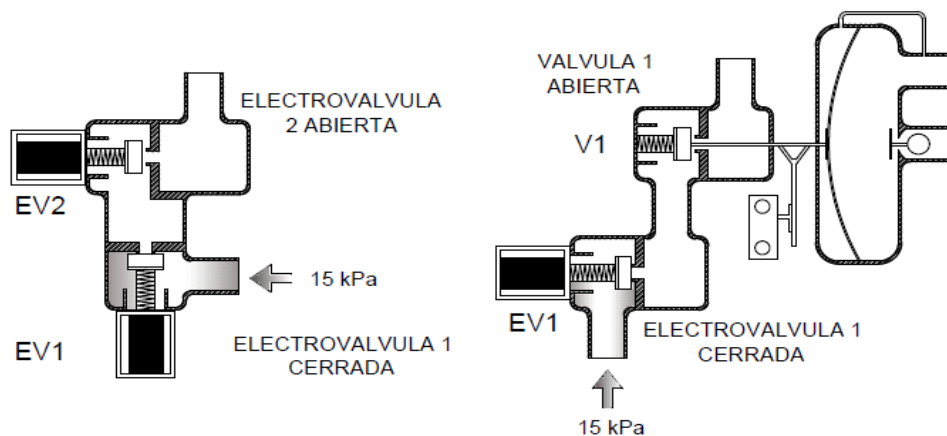 ELECTROVALVULA
2 ABIERTA
EV2
15 kPa
EV1
ELECTROVALVULA 1
CERRADA
VALVULA 1
ABIERTA
V1
EV1
ELECTROVALVULA 1
CERRADA
15 kPa